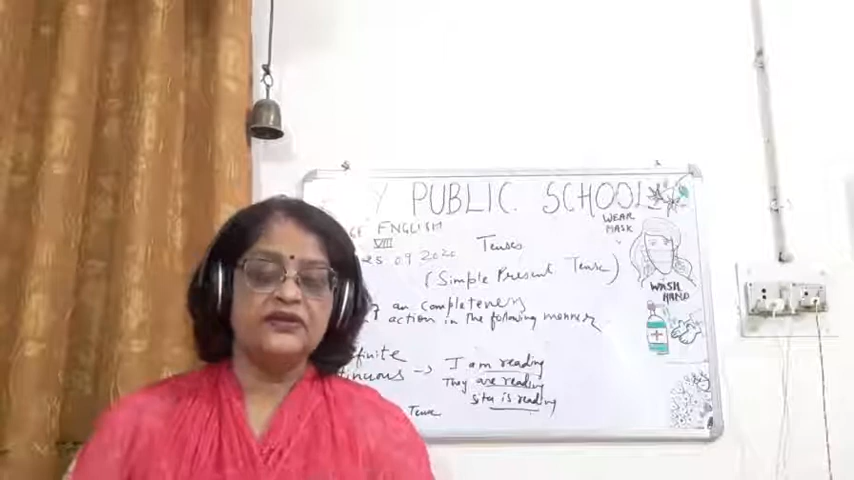 PUBLIC SCHOOL
ENGLISH
VIII
25.09.2020 Tenses
(Simple Present Tense)
an completeness
action in the following manner
I am reading
They are reading
Sita is reading
Tense
WEAR
MASK
WASH
HAND